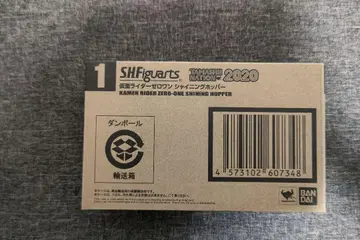 1
S.H.Figuarts
TAMASHII NATION 2020
仮面ライダーゼロワン シャイニングホッパー
KAMEN RIDER ZERO-ONE SHINING HOPPER
ダンボール
輸送箱
4 573102 607348
BANDAI